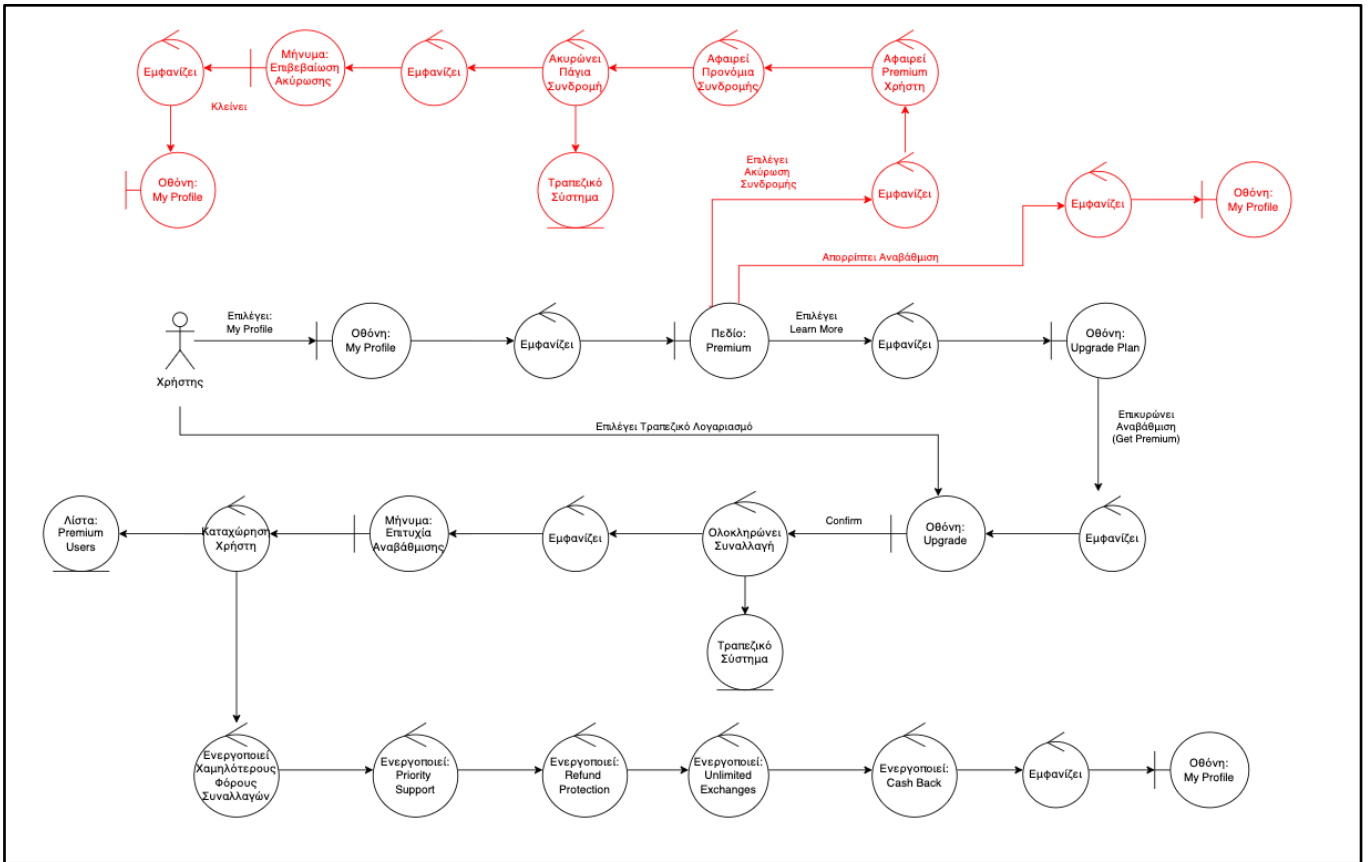 Εμφανίζει
Μήνυμα:
Επιβεβαίωση
Ακύρωσης
Εμφανίζει
Ακυρώνει
Πάγια
Συνδρομή
Αφαιρεί
Προνόμια
Συνδρομής
Αφαιρεί
Premium
Χρήστη
Κλείνει
Οθόνη:
My Profile
Τραπεζικό
Σύστημα
Επιλέγει
Ακύρωση
Συνδρομής
Εμφανίζει
Εμφανίζει
Οθόνη:
My Profile
Απορρίπτει Αναβάθμιση
Χρήστης
Επιλέγει:
My Profile
Οθόνη:
My Profile
Εμφανίζει
Πεδίο:
Premium
Επιλέγει
Learn More
Εμφανίζει
Οθόνη:
Upgrade Plan
Επιλέγει Τραπεζικό Λογαριασμό
Επικυρώνει
Αναβάθμιση
(Get Premium)
Λίστα:
Premium
Users
Καταχώρηση
Χρήστη
Μήνυμα:
Επιτυχία
Αναβάθμισης
Εμφανίζει
Ολοκληρώνει
Συναλλαγή
Confirm
Οθόνη:
Upgrade
Εμφανίζει
Τραπεζικό
Σύστημα
Ενεργοποιεί
Χαμηλότερους
Φόρους
Συναλλαγών
Ενεργοποιεί:
Priority
Support
Ενεργοποιεί:
Refund
Protection
Ενεργοποιεί:
Unlimited
Exchanges
Ενεργοποιεί:
Cash Back
Εμφανίζει
Οθόνη:
My Profile